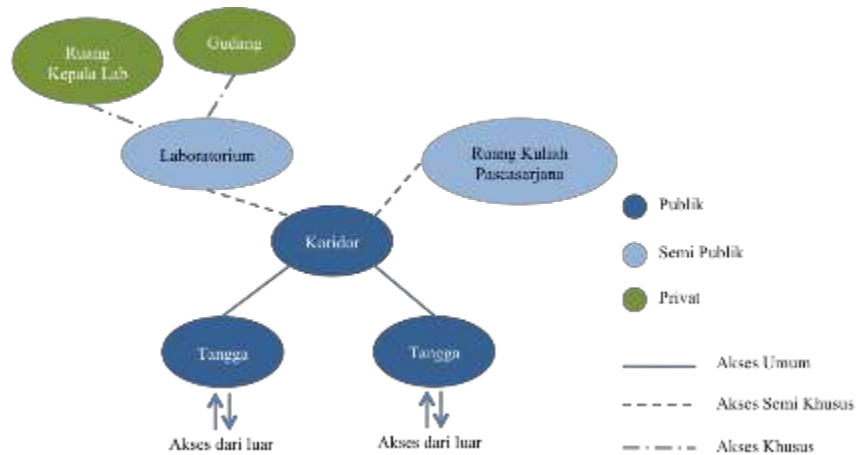 Gudang
Ruang
Kepala Lab
Laboratorium
Ruang Kuliah
Pascasarjana
Publik
Koridor
Semi Publik
Privat
Tangga
Tangga
Akses Umum
Akses Semi Khusus
Akses dari luar
Akses dari luar
Akses Khusus